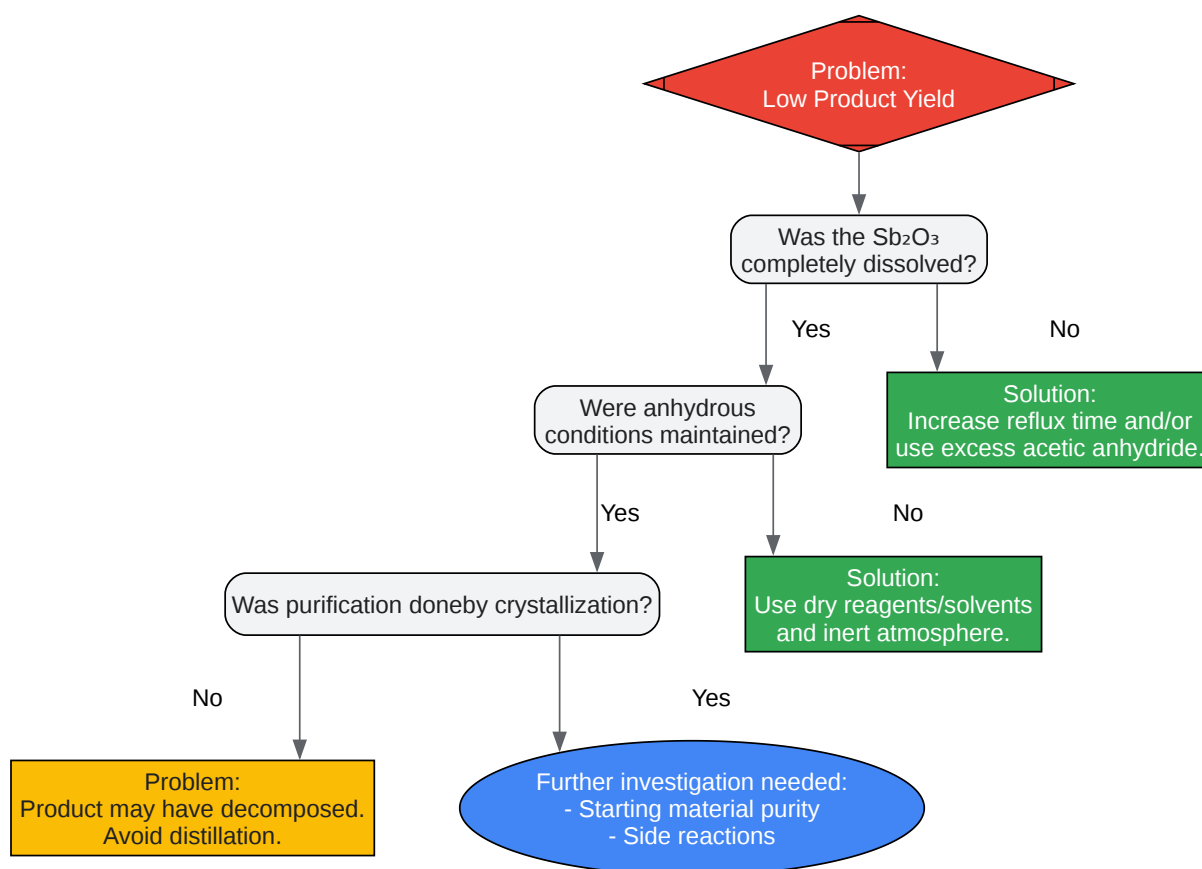 Problem:
Low Product Yield
Was the Sb₂O₃
completely dissolved?
Yes
No
Were anhydrous
conditions maintained?
Solution:
Increase reflux time and/or
use excess acetic anhydride.
Yes
No
Was purification doneby crystallization?
Solution:
Use dry reagents/solvents
and inert atmosphere.
No
Yes
Problem:
Product may have decomposed.
Avoid distillation.
Further investigation needed:
- Starting material purity
- Side reactions